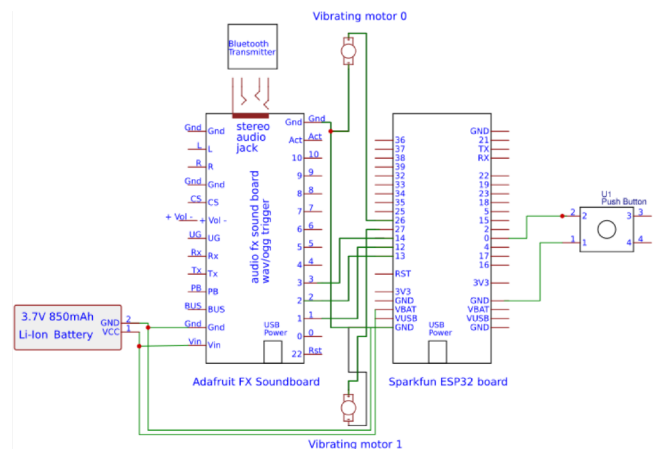 Vibrating motor 0
Bluetooth
Transmitter
stereo
audio
jack
audio fx sound board
wav/ogg trigger
Gnd Gnd
L L
R R
Gnd Gnd
CS CS
+ Vol - + Vol -
UG UG
Rx Rx
Tx Tx
PB PB
BUS BUS
Gnd Gnd
Vin Vin
Gnd Gnd
Act Act
10 10
9 9
8 8
7 7
6 6
5 5
4 4
3 3
2 2
1 1
0 0
22 Rst
USB
Power
Adafruit FX Soundboard
3.7V 850mAh
Li-Ion Battery
GND 2
VCC 1
36
37
38
39
32
33
34
35
25
26
27
14
12
13
RST
3V3
GND
VBAT
VUSB
GND
GND
21
TX
RX
22
19
23
18
5
15
2
0
4
17
16
3V3
GND
VBAT
VUSB
GND
USB
Power
Sparkfun ESP32 board
U1
Push Button
2 2 3 3
1 1 4 4
Vibrating motor 1